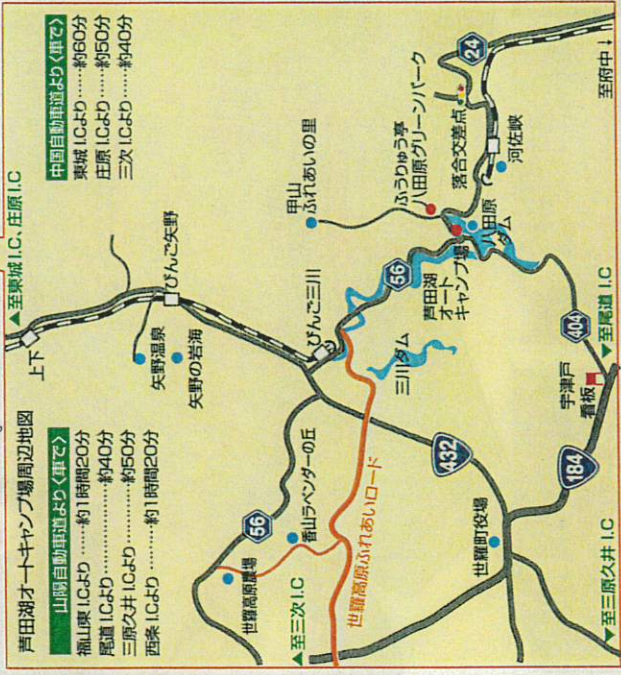 芦田湖オートキャンプ場周辺地図
山陽自動車道より〈車で〉
福山東 I.Cより……約1時間20分
尾道 I.Cより…………約40分
三原久井 I.Cより……約50分
西条 I.Cより………約1時間20分
中国自動車道より〈車で〉
東城 I.Cより……約60分
庄原 I.Cより……約50分
三次 I.Cより……約40分
▲至東城I.C、庄原I.C
上下
びんご矢野
矢野温泉
矢野の岩海
びんご三川
甲山
ふれあいの里
ふうりゅう亭
八田原グリーンパーク
24
落合交差点
河佐峡
至府中↓
56
芦田湖
オート
キャンプ場
八田原
ダム
三川ダム
56
香山ラベンダーの丘
世羅高原農場
▲至三次I.C
世羅高原ふれあいロード
432
世羅町役場
404
宇津戸
看板
▼至尾道 I.C
184
▼至三原久井 I.C